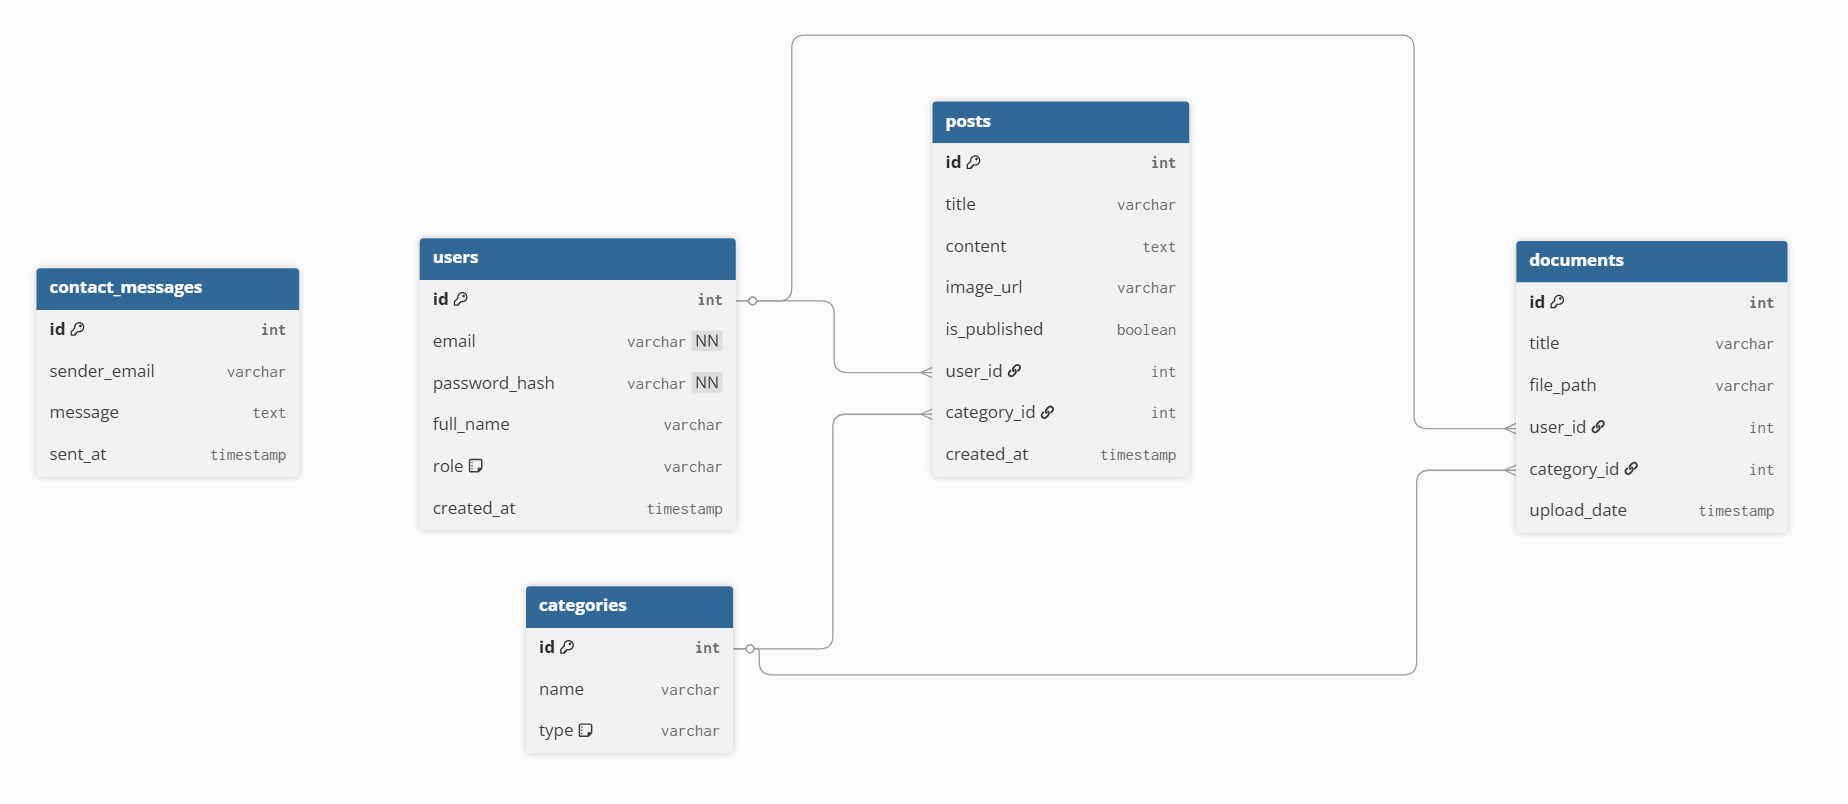 contact_messages
id int
sender_email varchar
message text
sent_at timestamp
users
id int
email varchar NN
password_hash varchar NN
full_name varchar
role varchar
created_at timestamp
categories
id int
name varchar
type varchar
posts
id int
title varchar
content text
image_url varchar
is_published boolean
user_id int
category_id int
created_at timestamp
documents
id int
title varchar
file_path varchar
user_id int
category_id int
upload_date timestamp